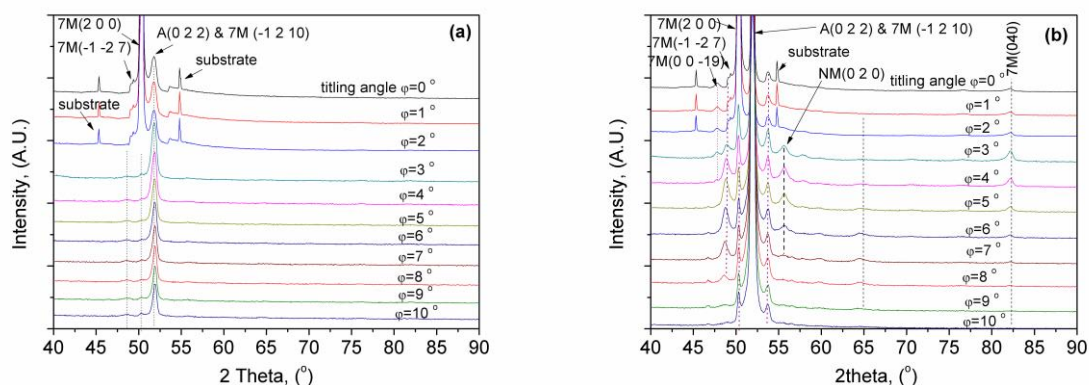 7M(2 0 0)
A(0 2 2) & 7M (-1 2 10)
(a)
7M(-1 -2 7)
substrate
titling angle φ=0 °
substrate
φ=1 °
φ=2 °
φ=3 °
φ=4 °
φ=5 °
φ=6 °
φ=7 °
φ=8 °
φ=9 °
φ=10 °
Intensity, (A.U.)
40 45 50 55 60 65 70 75 80 85 90
2 Theta, (°)
7M(2 0 0)
A(0 2 2) & 7M (-1 2 10)
(b)
7M(-1 -2 7)
substrate
7M(0 0 -19)
7M(040)
titling angle φ=0 °
φ=1 °
NM(0 2 0)
φ=2 °
φ=3 °
φ=4 °
φ=5 °
φ=6 °
φ=7 °
φ=8 °
φ=9 °
φ=10 °
Intensity, (A.U.)
40 45 50 55 60 65 70 75 80 85 90
2theta, (°)